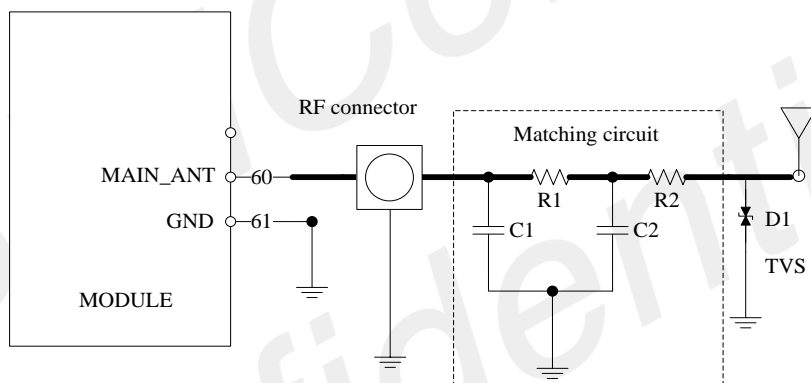 RF connector
Matching circuit
MAIN_ANT
60
R1
R2
GND
61
C1
C2
D1
TVS
MODULE